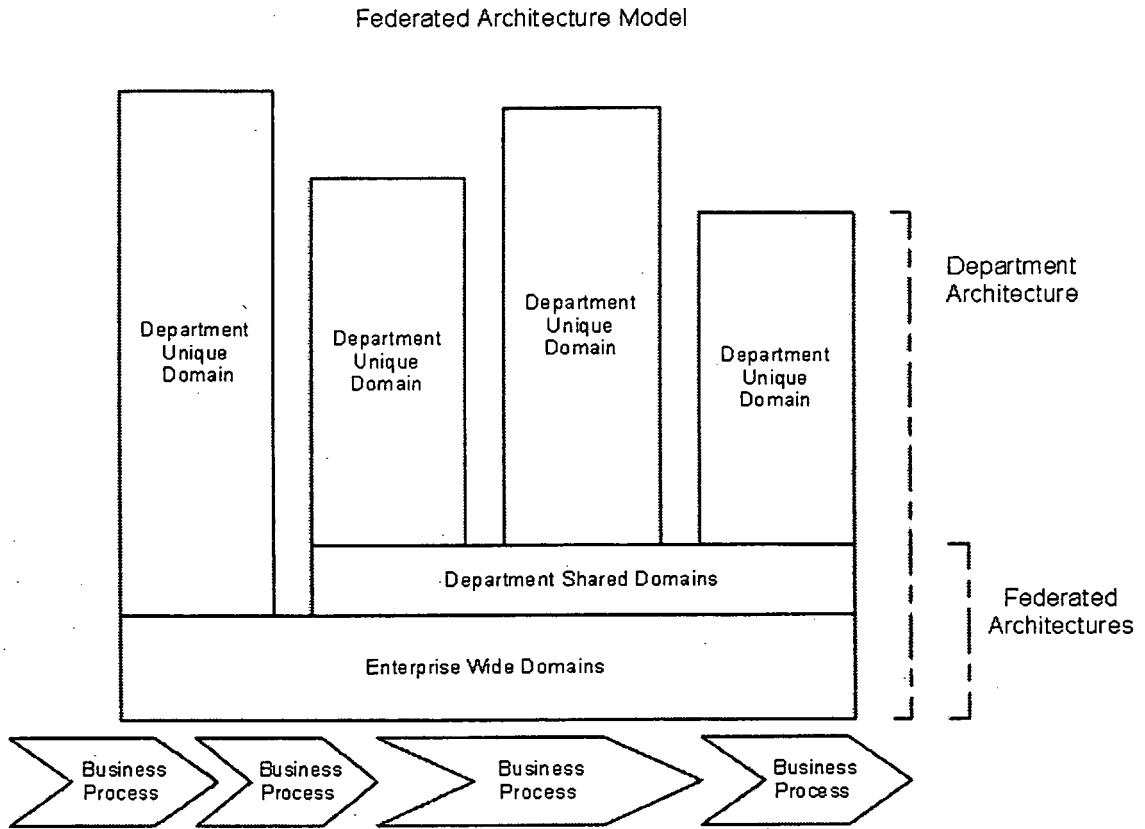 Federated Architecture Model
Department
Unique
Domain
Department
Unique
Domain
Department
Unique
Domain
Department
Unique
Domain
Department
Architecture
Department Shared Domains
Federated
Architectures
Enterprise Wide Domains
Business
Process
Business
Process
Business
Process
Business
Process